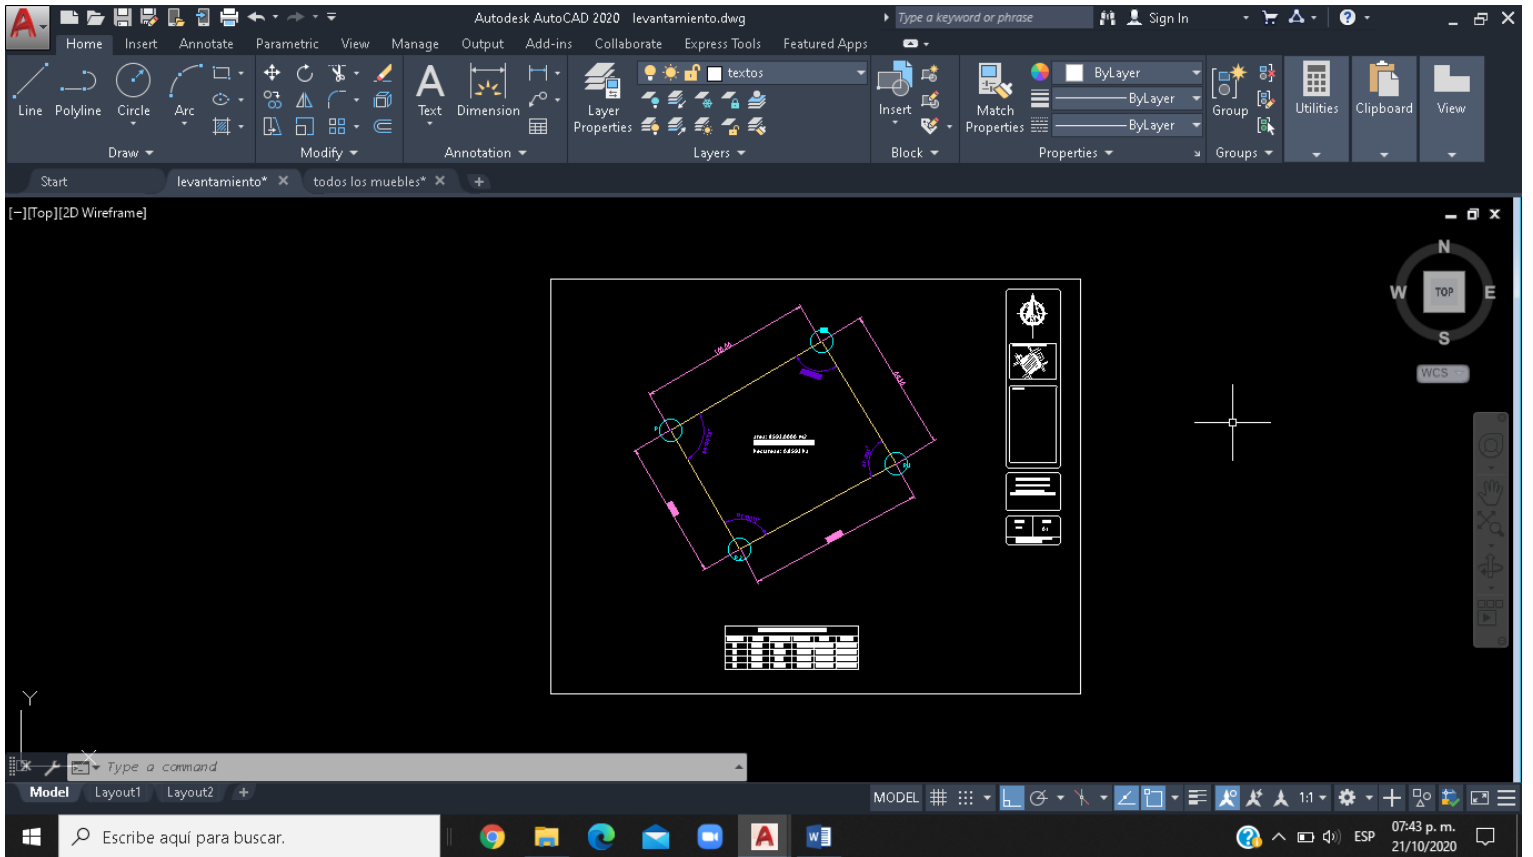 Autodesk AutoCAD 2020 levantamiento.dwg
Type a keyword or phrase
Sign In
Home Insert Annotate Parametric View Manage Output Add-ins Collaborate Express Tools Featured Apps
textos
ByLayer
ByLayer
ByLayer
Line Polyline Circle Arc
Text Dimension
Layer Properties
Insert
Match Properties
Group
Utilities
Clipboard
View
Draw Modify Annotation Layers Block Properties Groups
Start levantamiento* todos los muebles*
[−][Top][2D Wireframe]
N
W TOP E
S
WCS
Y
X
Type a command
Model Layout1 Layout2
MODEL 1:1
Escribe aquí para buscar.
ESP
07:43 p. m.
21/10/2020